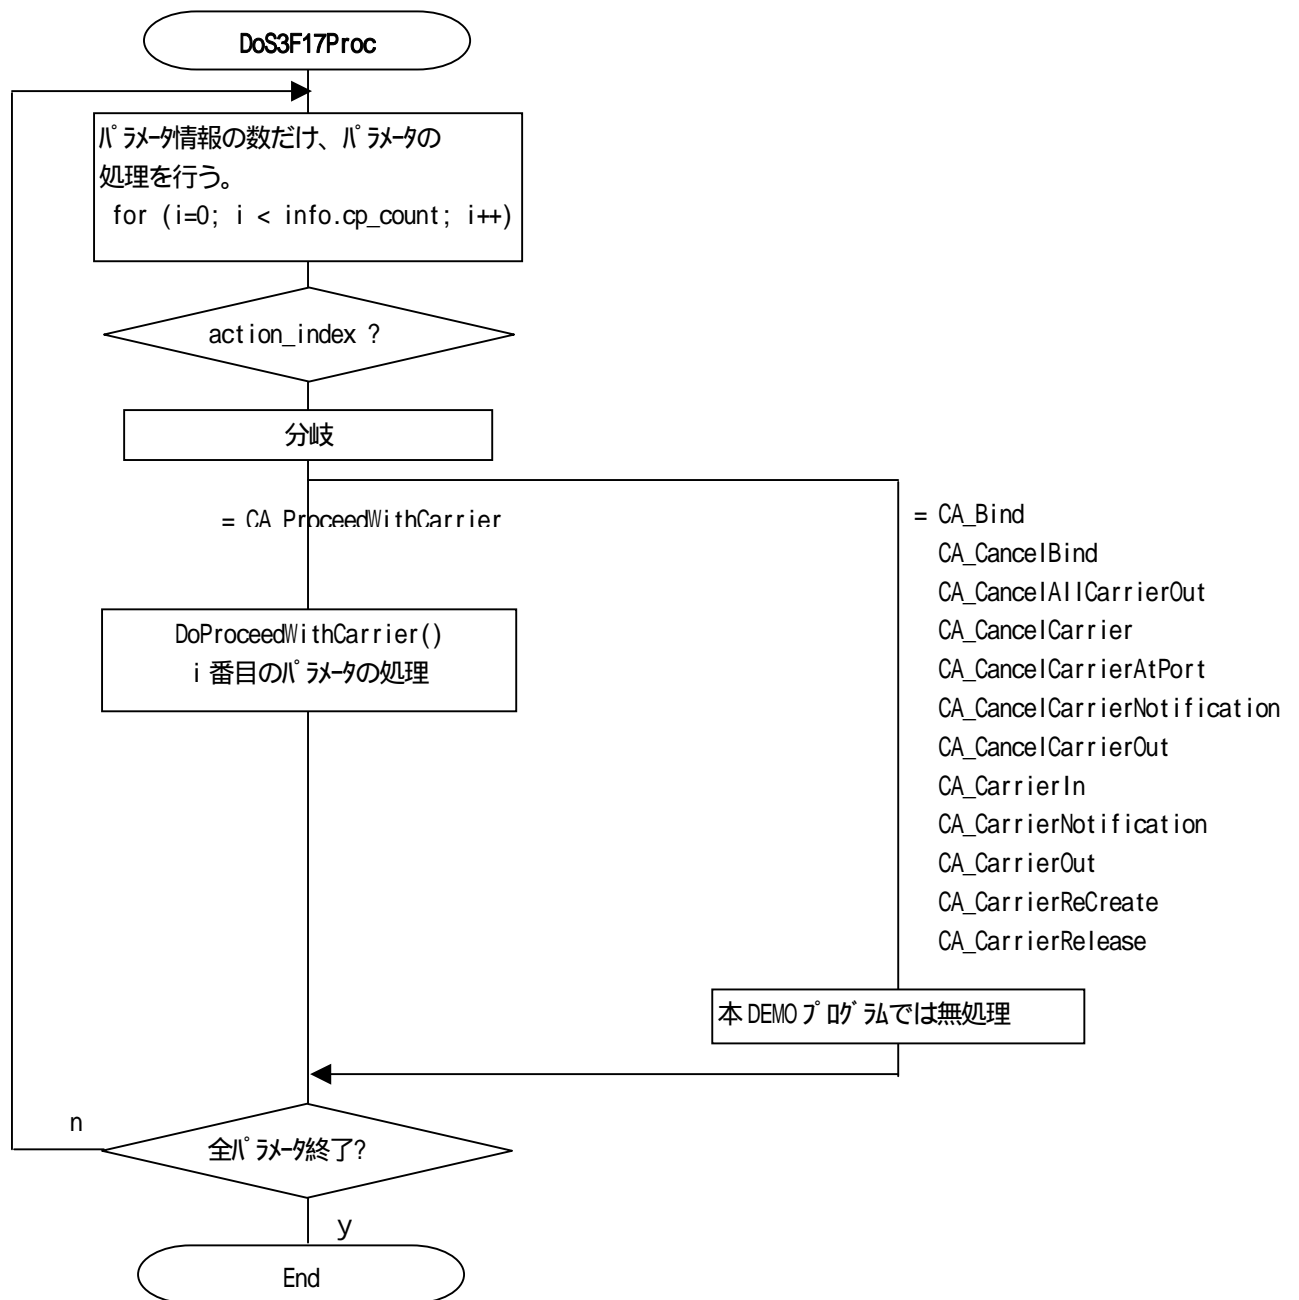 DoS3F17Proc
パラメータ情報の数だけ、パラメータの
処理を行う。
for (i=0; i < info.cp_count; i++)
action_index ?
分岐
= CA_ProceedWithCarrier
DoProceedWithCarrier()
i 番目のパラメータの処理
= CA_Bind
CA_CancelBind
CA_CancelAllCarrierOut
CA_CancelCarrier
CA_CancelCarrierAtPort
CA_CancelCarrierNotification
CA_CancelCarrierOut
CA_CarrierIn
CA_CarrierNotification
CA_CarrierOut
CA_CarrierReCreate
CA_CarrierRelease
本 DEMO プログラムでは無処理
n
全パラメータ終了?
y
End